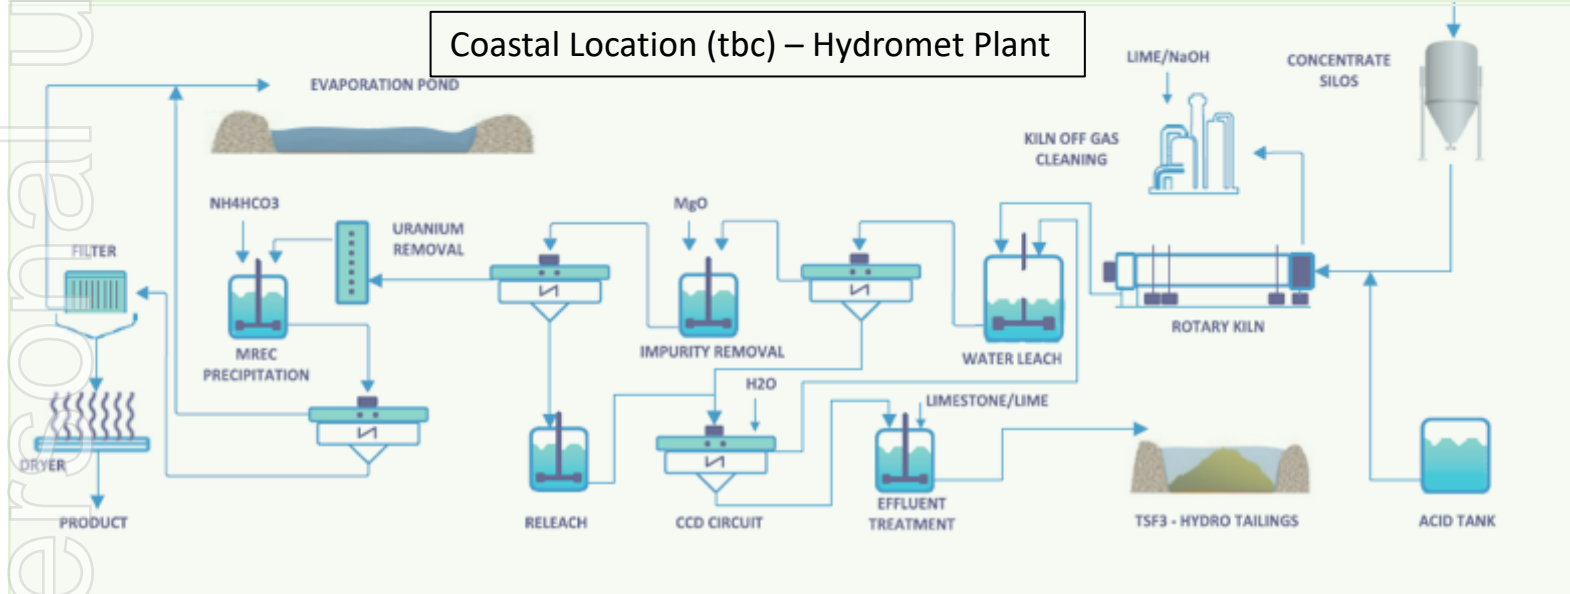 Coastal Location (tbc) – Hydromet Plant
EVAPORATION POND
LIME/NaOH
CONCENTRATE
SILOS
KILN OFF GAS
CLEANING
NH4HCO3
MgO
URANIUM
REMOVAL
FILTER
ROTARY KILN
MREC
PRECIPITATION
IMPURITY REMOVAL
WATER LEACH
H2O
LIMESTONE/LIME
DRYER
PRODUCT
RELEACH
CCD CIRCUIT
EFFLUENT
TREATMENT
TSF3 - HYDRO TAILINGS
ACID TANK
ersonal u